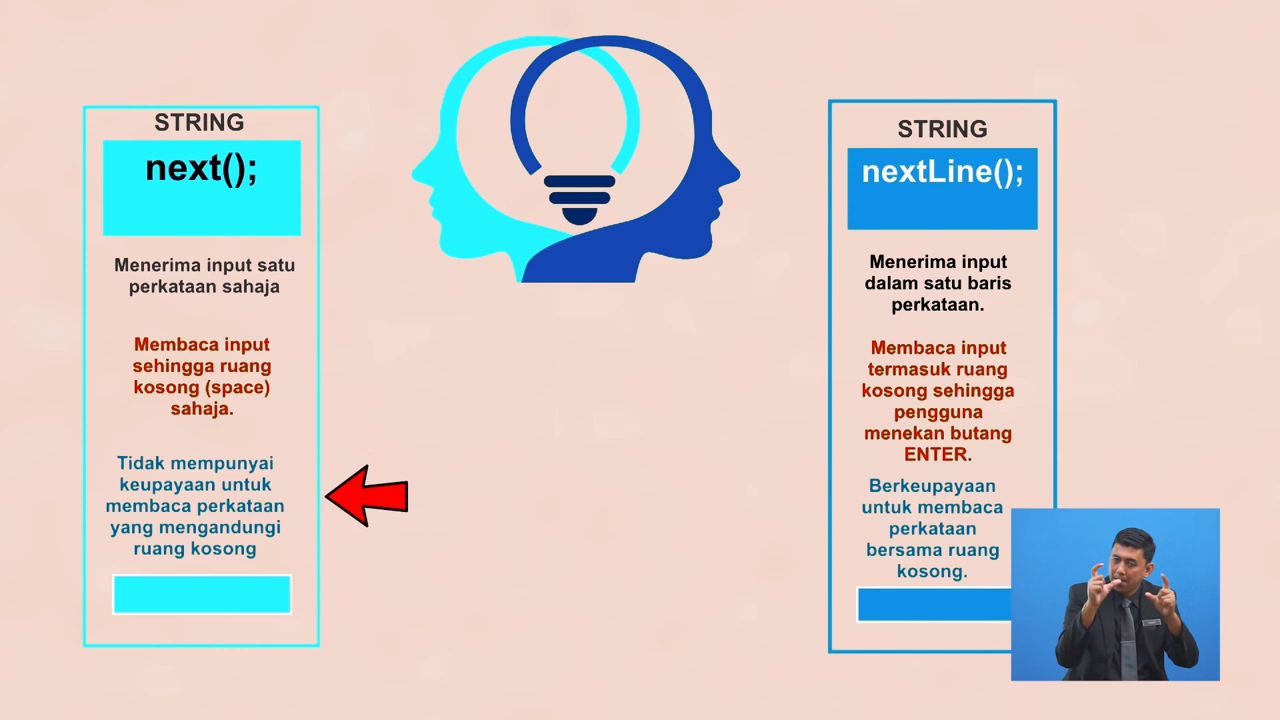 STRING
next();
Menerima input satu
perkataan sahaja
Membaca input
sehingga ruang
kosong (space)
sahaja.
Tidak mempunyai
keupayaan untuk
membaca perkataan
yang mengandungi
ruang kosong
STRING
nextLine();
Menerima input
dalam satu baris
perkataan.
Membaca input
termasuk ruang
kosong sehingga
pengguna
menekan butang
ENTER.
Berkeupayaan
untuk membaca
perkataan
bersama ruang
kosong.